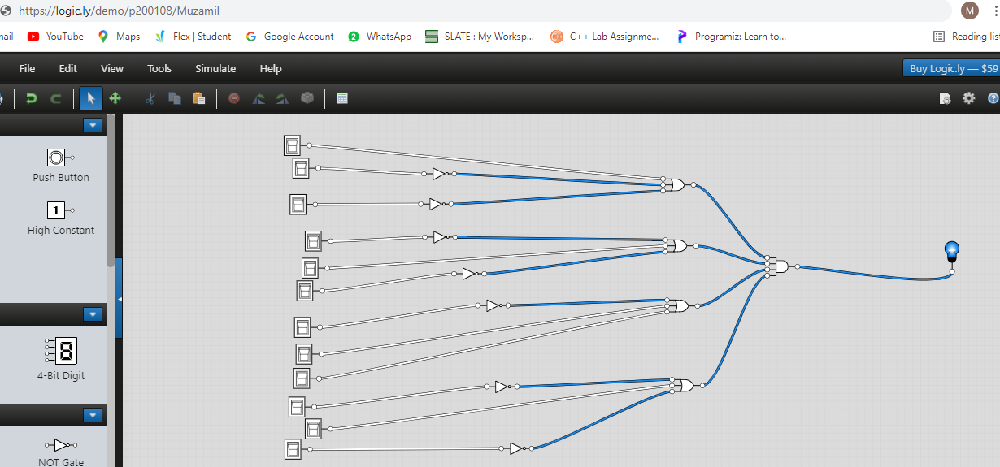 https://logic.ly/demo/p200108/Muzamil
M
YouTube Maps Flex | Student Google Account 2 WhatsApp SLATE : My Worksp... C++ Lab Assignme... Programiz: Learn to...
Reading
File Edit View Tools Simulate Help Buy Logic.ly — $59
Push Button
1
High Constant
8
4-Bit Digit
NOT Gate